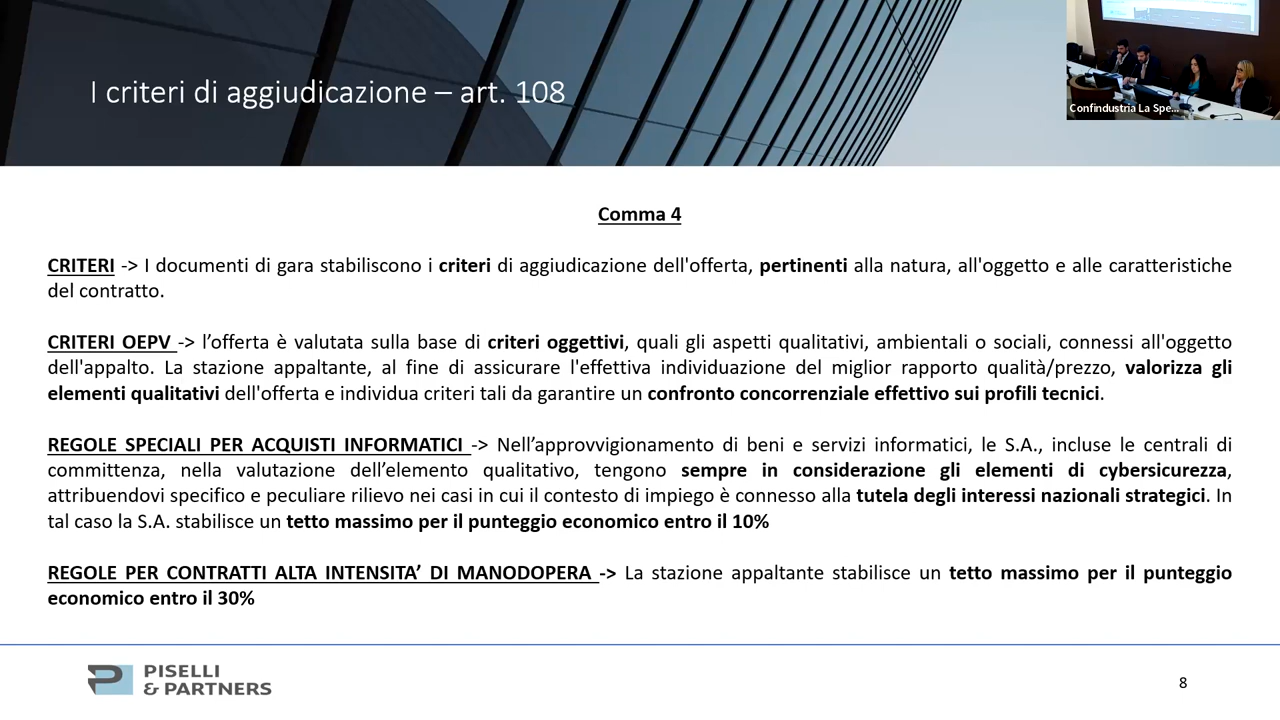 I criteri di aggiudicazione – art. 108
Confindustria La Spe...
Comma 4
CRITERI -> I documenti di gara stabiliscono i criteri di aggiudicazione dell'offerta, pertinenti alla natura, all'oggetto e alle caratteristiche
del contratto.
CRITERI OEPV -> l’offerta è valutata sulla base di criteri oggettivi, quali gli aspetti qualitativi, ambientali o sociali, connessi all'oggetto
dell'appalto. La stazione appaltante, al fine di assicurare l'effettiva individuazione del miglior rapporto qualità/prezzo, valorizza gli
elementi qualitativi dell'offerta e individua criteri tali da garantire un confronto concorrenziale effettivo sui profili tecnici.
REGOLE SPECIALI PER ACQUISTI INFORMATICI -> Nell’approvvigionamento di beni e servizi informatici, le S.A., incluse le centrali di
committenza, nella valutazione dell’elemento qualitativo, tengono sempre in considerazione gli elementi di cybersicurezza,
attribuendovi specifico e peculiare rilievo nei casi in cui il contesto di impiego è connesso alla tutela degli interessi nazionali strategici. In
tal caso la S.A. stabilisce un tetto massimo per il punteggio economico entro il 10%
REGOLE PER CONTRATTI ALTA INTENSITA’ DI MANODOPERA -> La stazione appaltante stabilisce un tetto massimo per il punteggio
economico entro il 30%
PISELLI
& PARTNERS
8